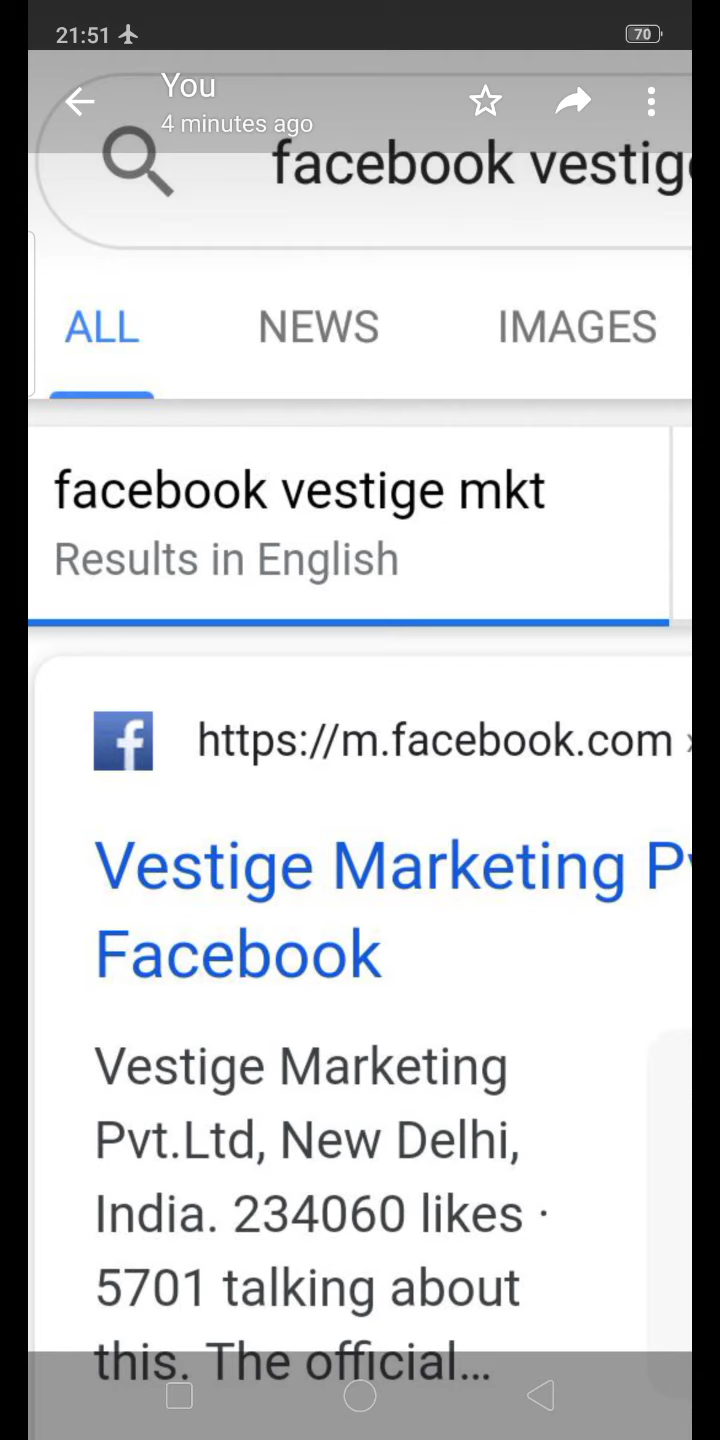 21:51
70
You
4 minutes ago
facebook vestige
ALL NEWS IMAGES
facebook vestige mkt
Results in English
https://m.facebook.com ›
Vestige Marketing
Facebook
Vestige Marketing
Pvt.Ltd, New Delhi,
India. 234060 likes ·
5701 talking about
this. The official...